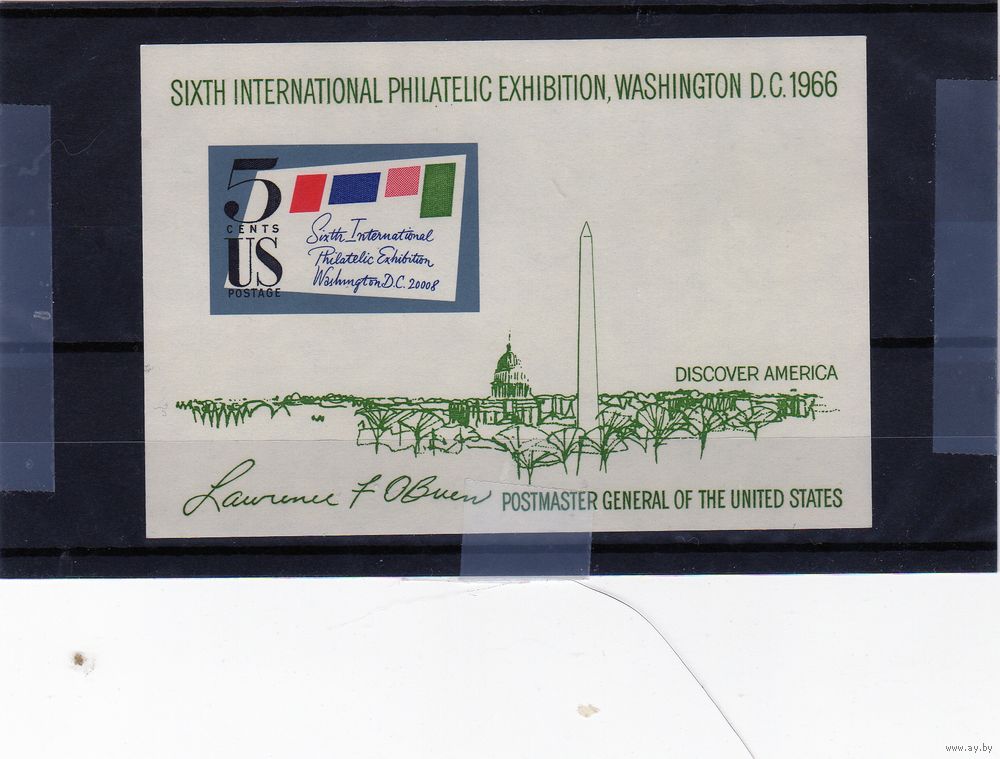 SIXTH INTERNATIONAL PHILATELIC EXHIBITION, WASHINGTON D.C. 1966
5
CENTS
US
POSTAGE
Sixth International
Philatelic Exhibition
Washington D.C. 20008
DISCOVER AMERICA
Lawrence F O'Brien
POSTMASTER GENERAL OF THE UNITED STATES
www.ay.by